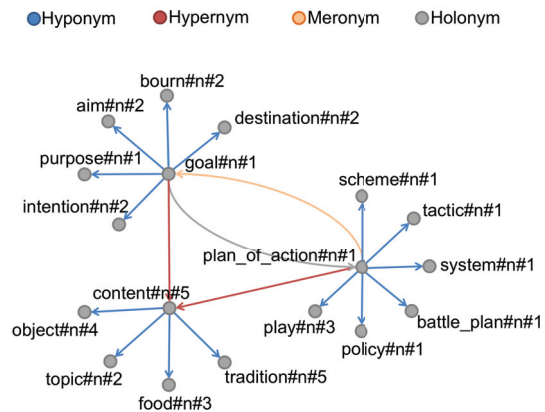 Hyponym Hypernym Meronym Holonym
bourn#n#2
aim#n#2
destination#n#2
purpose#n#1
goal#n#1
intention#n#2
scheme#n#1
tactic#n#1
plan_of_action#n#1
system#n#1
content#n#5
object#n#4
play#n#3
battle_plan#n#1
policy#n#1
topic#n#2
tradition#n#5
food#n#3